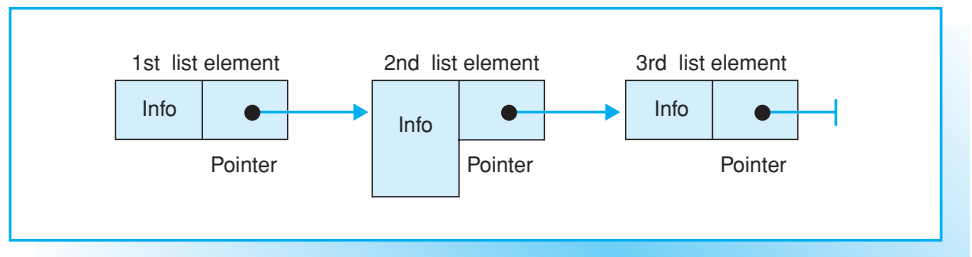 1st list element 2nd list element 3rd list element
Info Info Info
Pointer Pointer Pointer